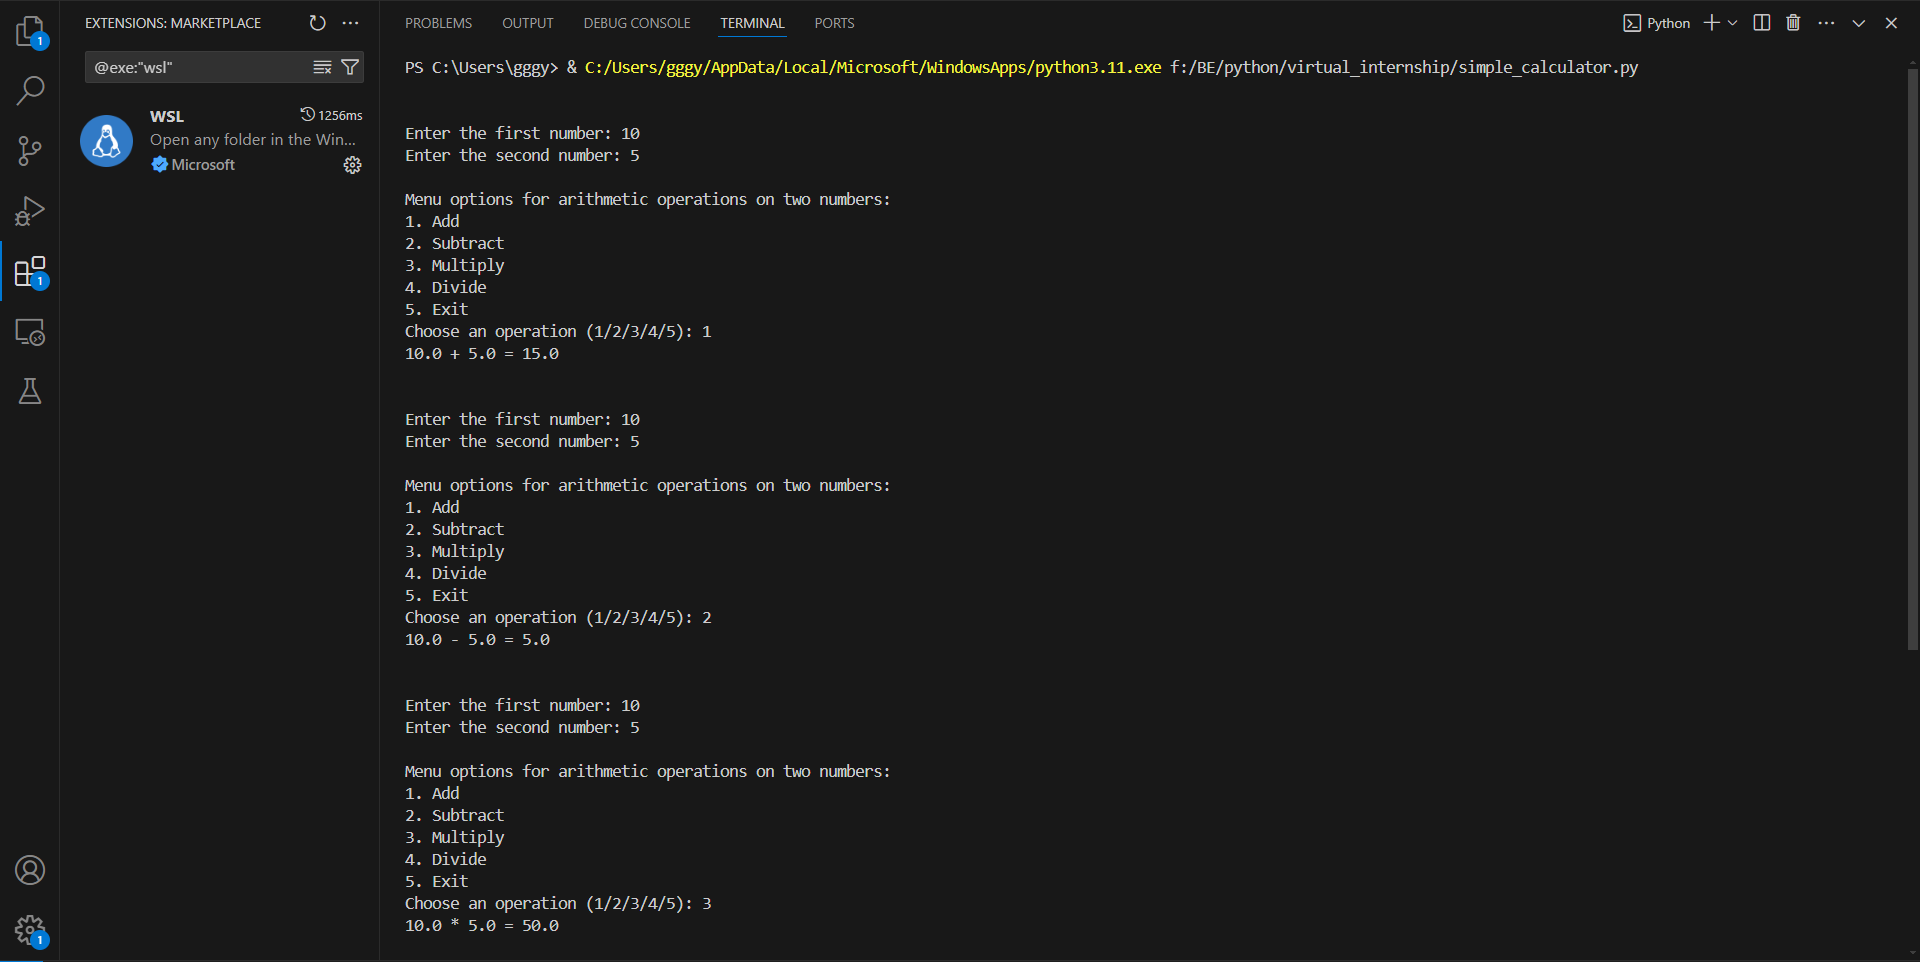 EXTENSIONS: MARKETPLACE
@exe:"wsl"
WSL
1256ms
Open any folder in the Win...
Microsoft
1
1
1
PROBLEMS OUTPUT DEBUG CONSOLE TERMINAL PORTS
Python
PS C:\Users\gggy> & C:/Users/gggy/AppData/Local/Microsoft/WindowsApps/python3.11.exe f:/BE/python/virtual_internship/simple_calculator.py
Enter the first number: 10
Enter the second number: 5
Menu options for arithmetic operations on two numbers:
1. Add
2. Subtract
3. Multiply
4. Divide
5. Exit
Choose an operation (1/2/3/4/5): 1
10.0 + 5.0 = 15.0
Enter the first number: 10
Enter the second number: 5
Menu options for arithmetic operations on two numbers:
1. Add
2. Subtract
3. Multiply
4. Divide
5. Exit
Choose an operation (1/2/3/4/5): 2
10.0 - 5.0 = 5.0
Enter the first number: 10
Enter the second number: 5
Menu options for arithmetic operations on two numbers:
1. Add
2. Subtract
3. Multiply
4. Divide
5. Exit
Choose an operation (1/2/3/4/5): 3
10.0 * 5.0 = 50.0